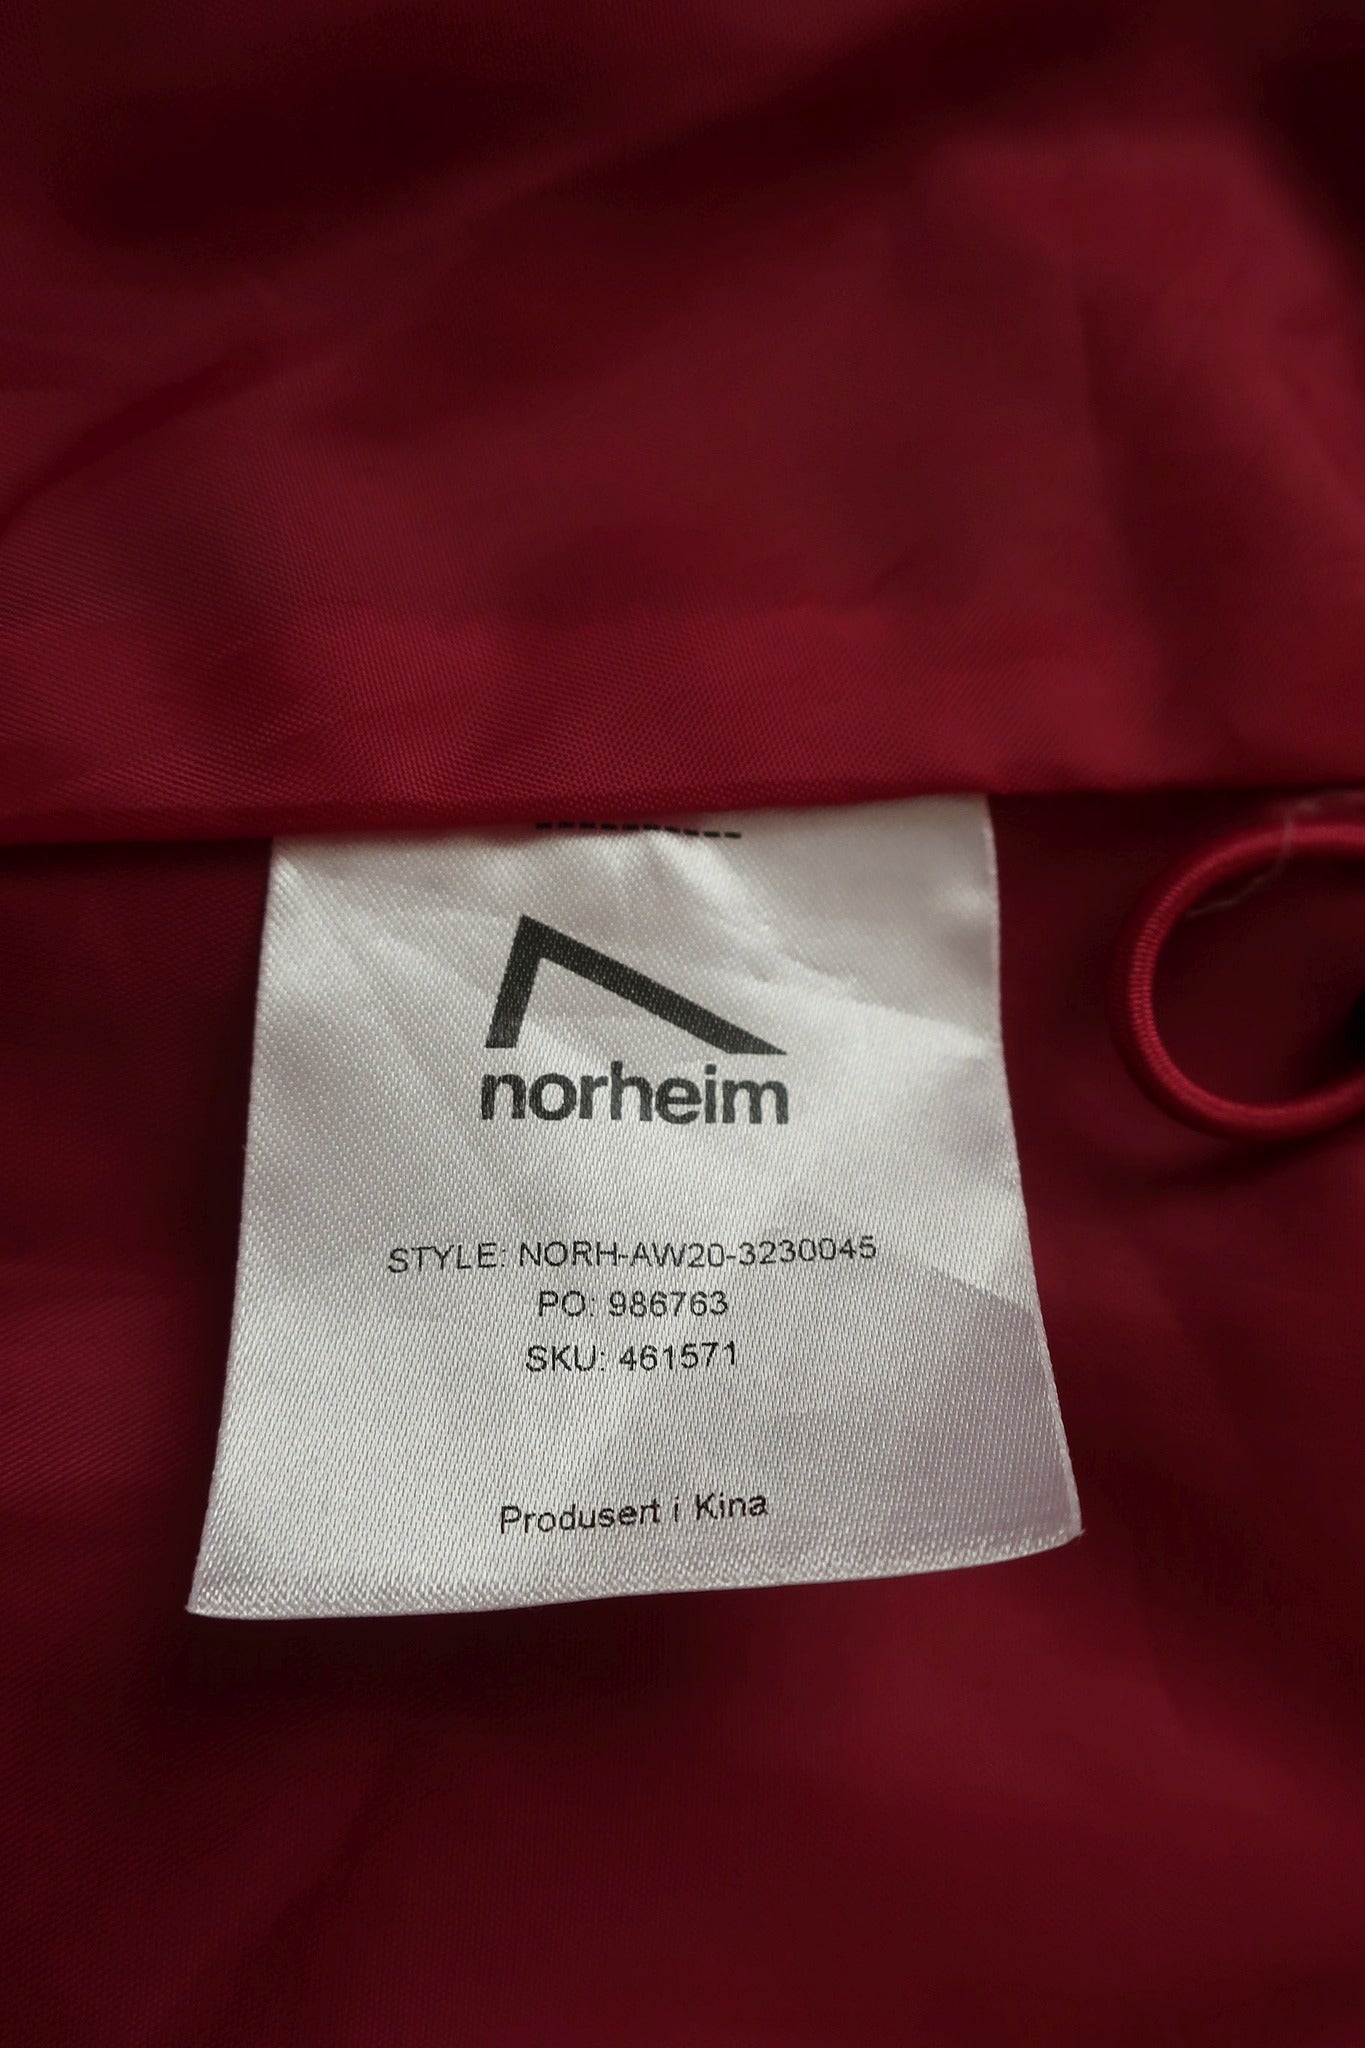 norheim
STYLE: NORH-AW20-3230045
PO: 986763
SKU: 461571
Produsert i Kina